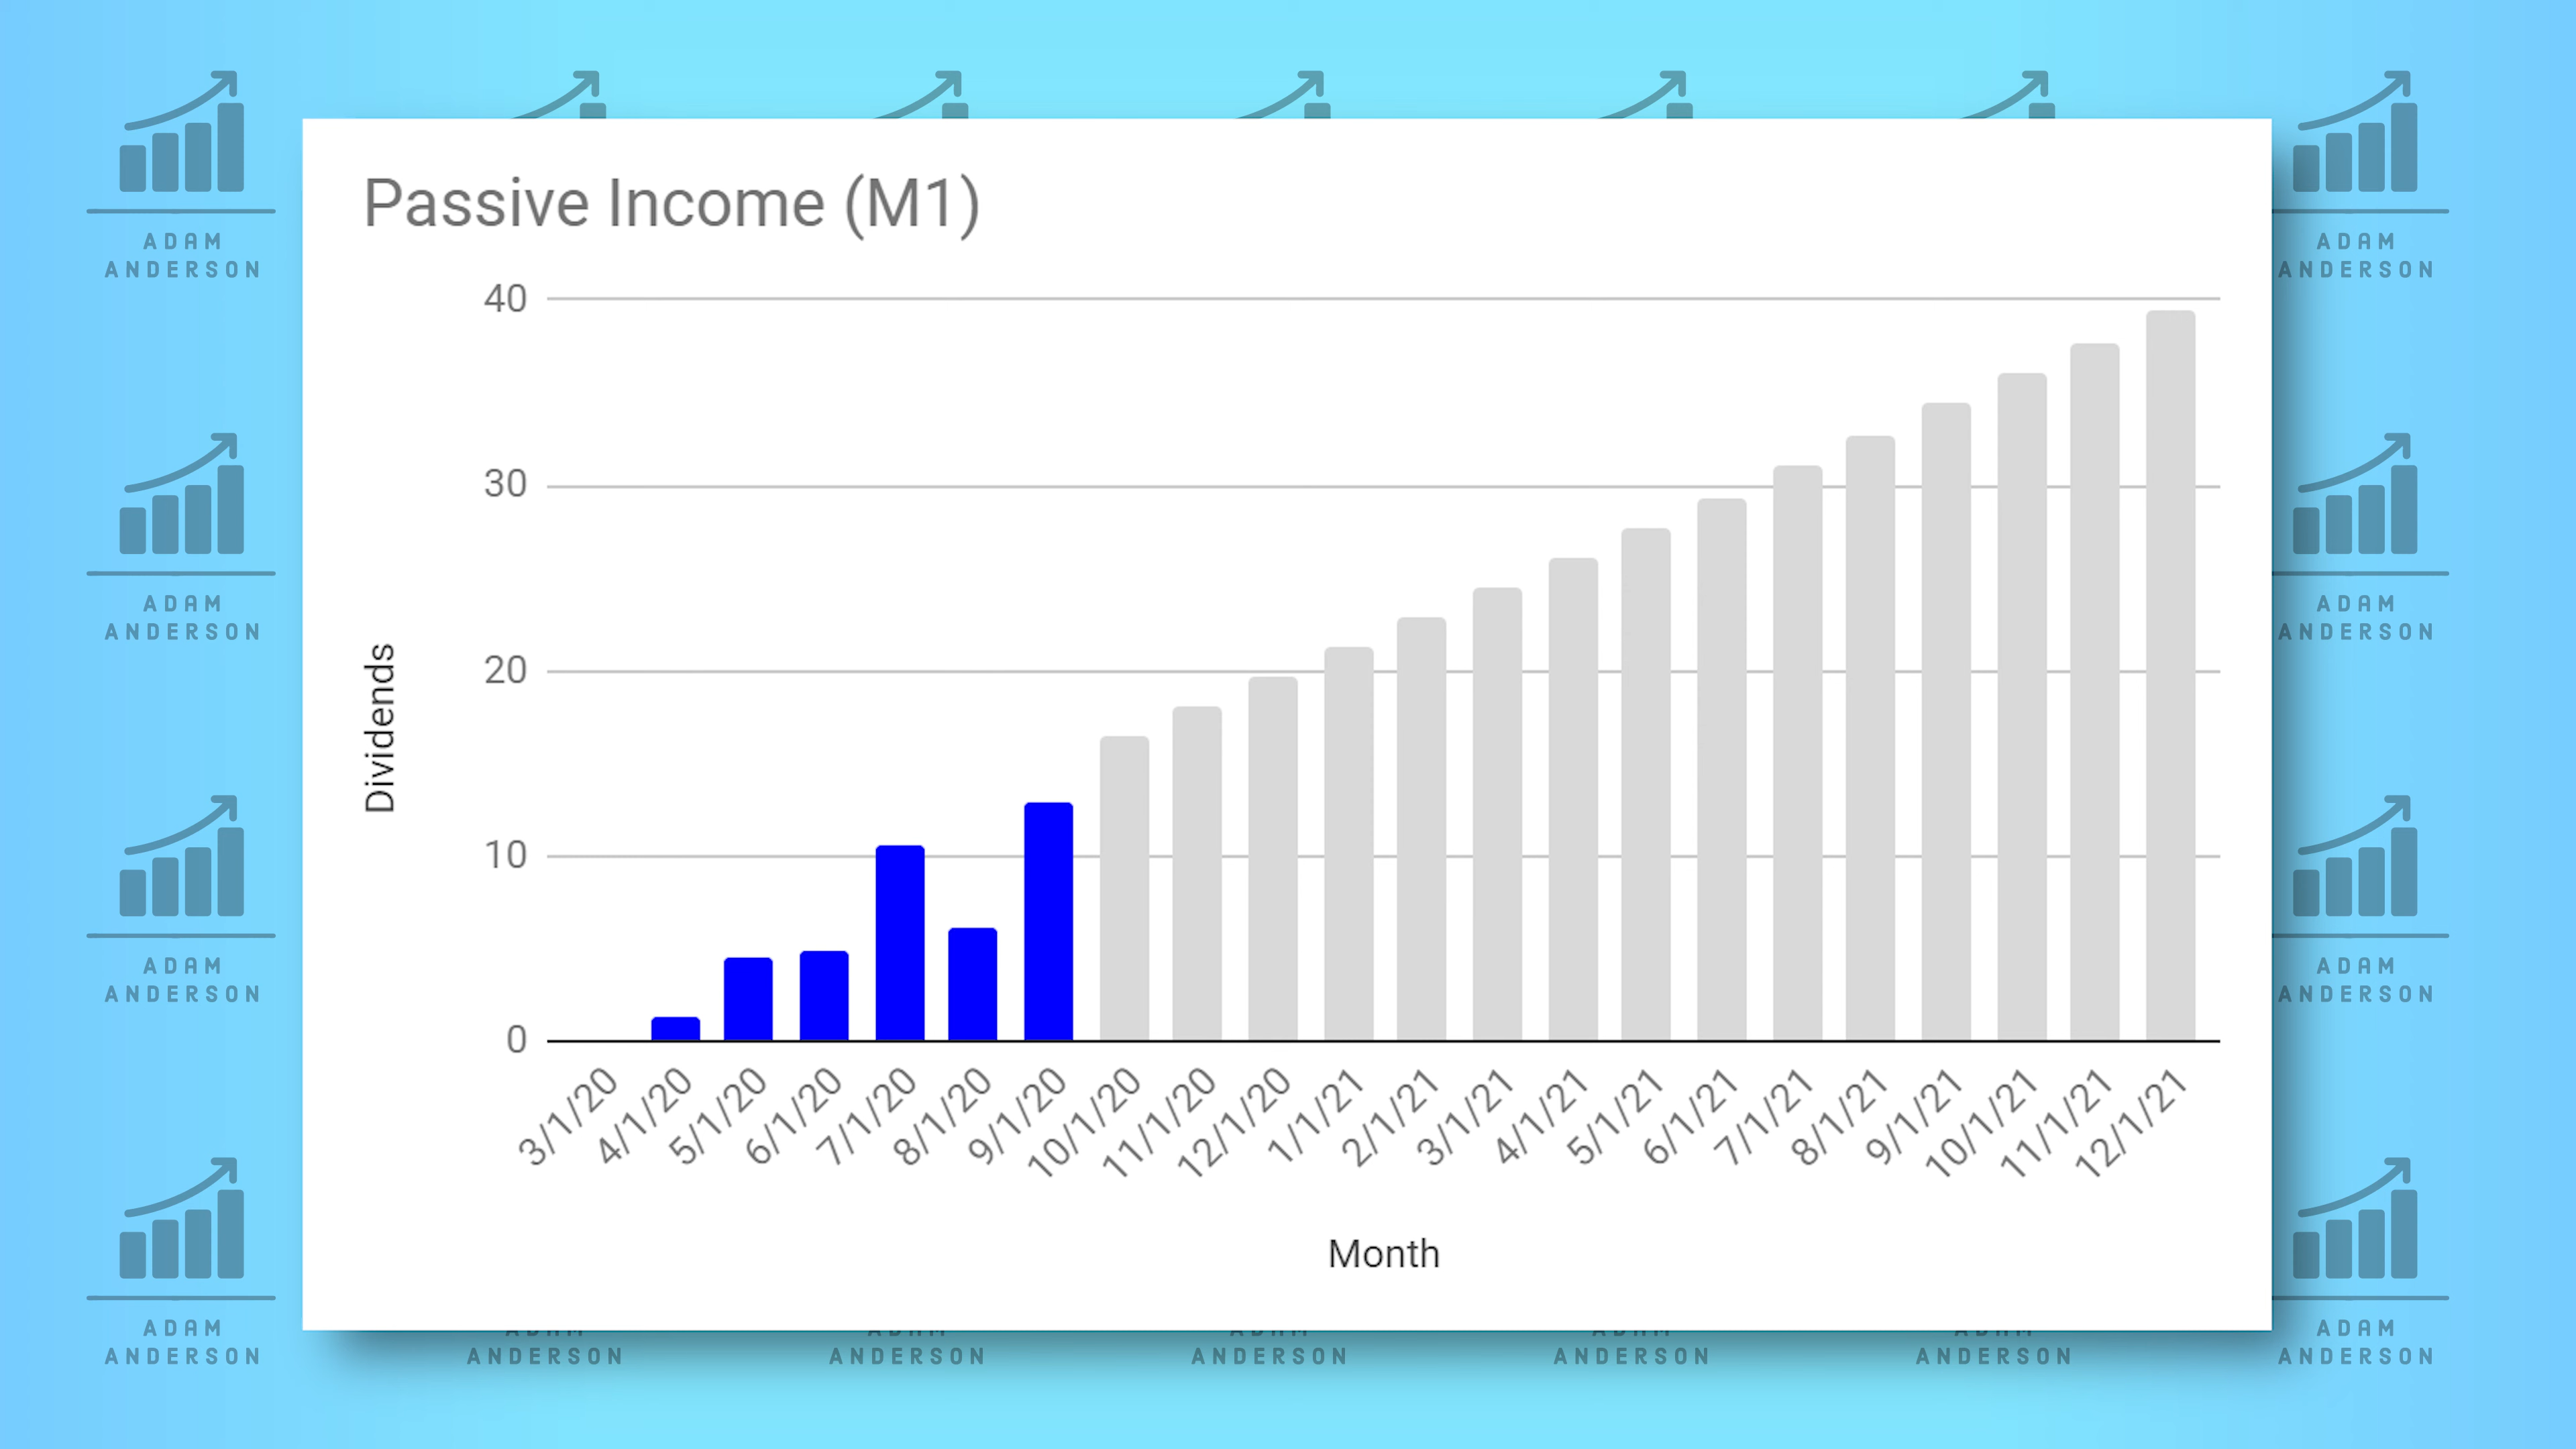 Passive Income (M1)
40
30
20
10
0
Dividends
3/1/20
4/1/20
5/1/20
6/1/20
7/1/20
8/1/20
9/1/20
10/1/20
11/1/20
12/1/20
1/1/21
2/1/21
3/1/21
4/1/21
5/1/21
6/1/21
7/1/21
8/1/21
9/1/21
10/1/21
11/1/21
12/1/21
Month
ADAM
ANDERSON
ADAM
ANDERSON
ADAM
ANDERSON
ADAM
ANDERSON
ADAM
ANDERSON
ADAM
ANDERSON
ADAM
ANDERSON
ADAM
ANDERSON
ADAM
ANDERSON
ADAM
ANDERSON
ADAM
ANDERSON
ADAM
ANDERSON
ADAM
ANDERSON